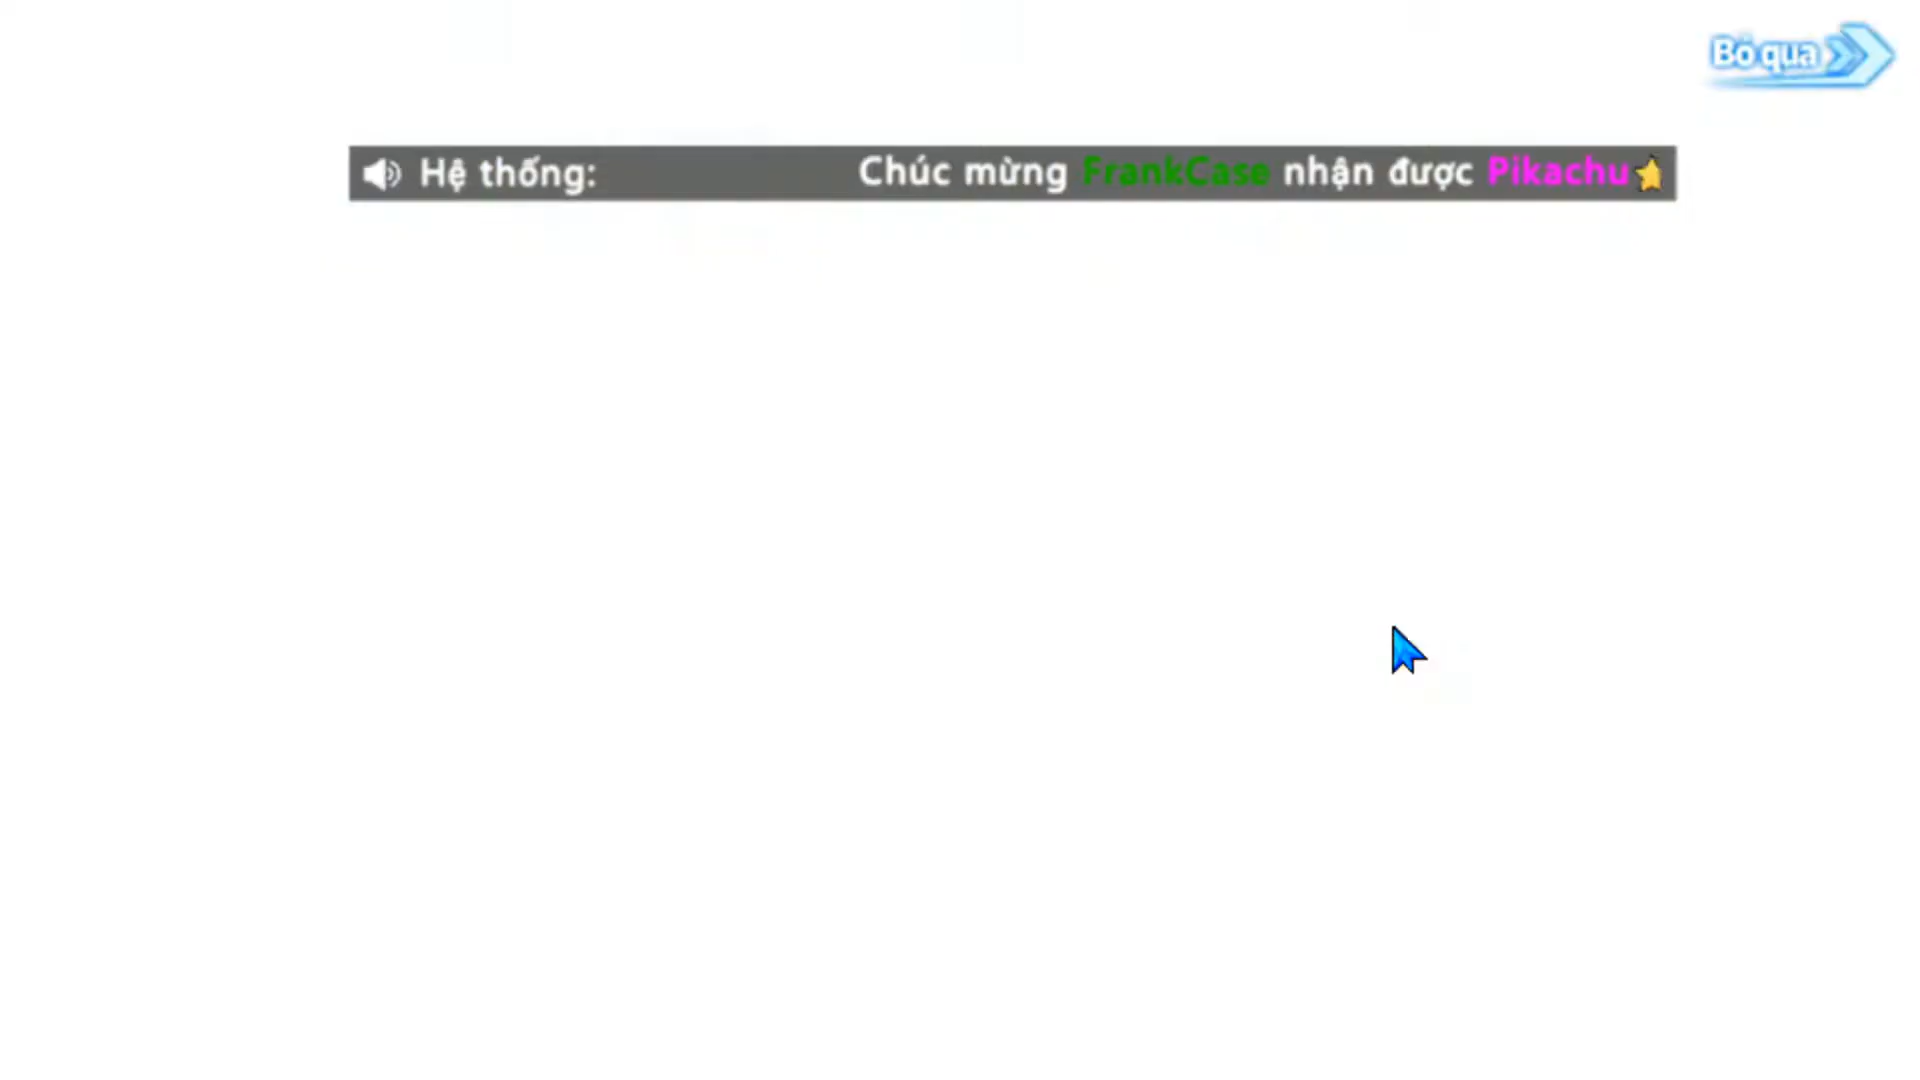 Bỏ qua
Hệ thống: Chúc mừng FrankCase nhận được Pikachu